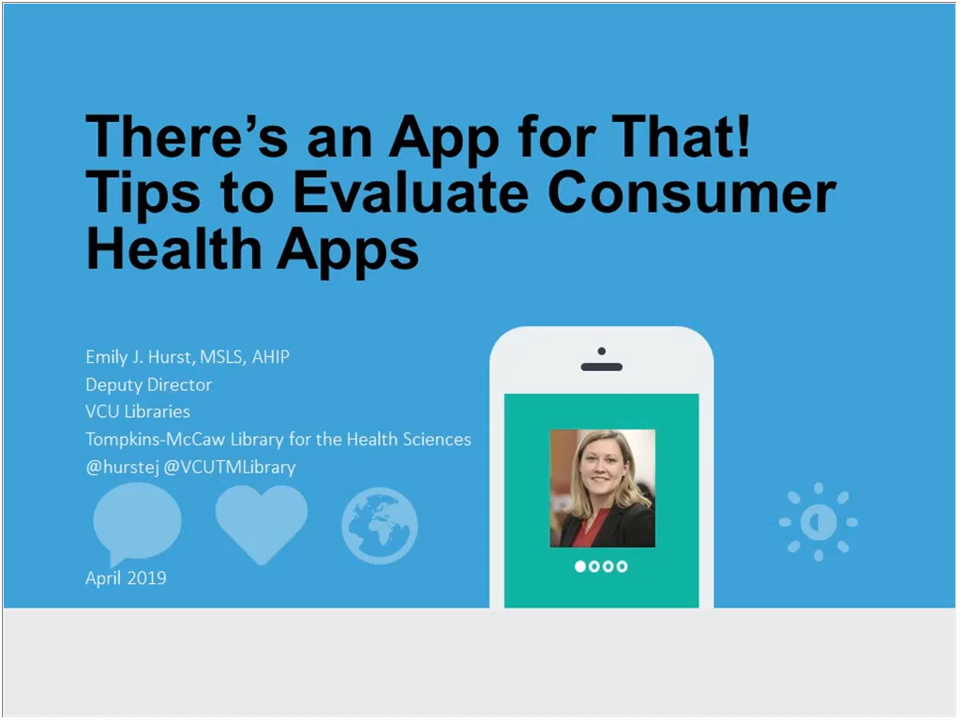 There’s an App for That!
Tips to Evaluate Consumer
Health Apps
Emily J. Hurst, MSLS, AHIP
Deputy Director
VCU Libraries
Tompkins-McCaw Library for the Health Sciences
@hurstej @VCUTMLibrary
April 2019